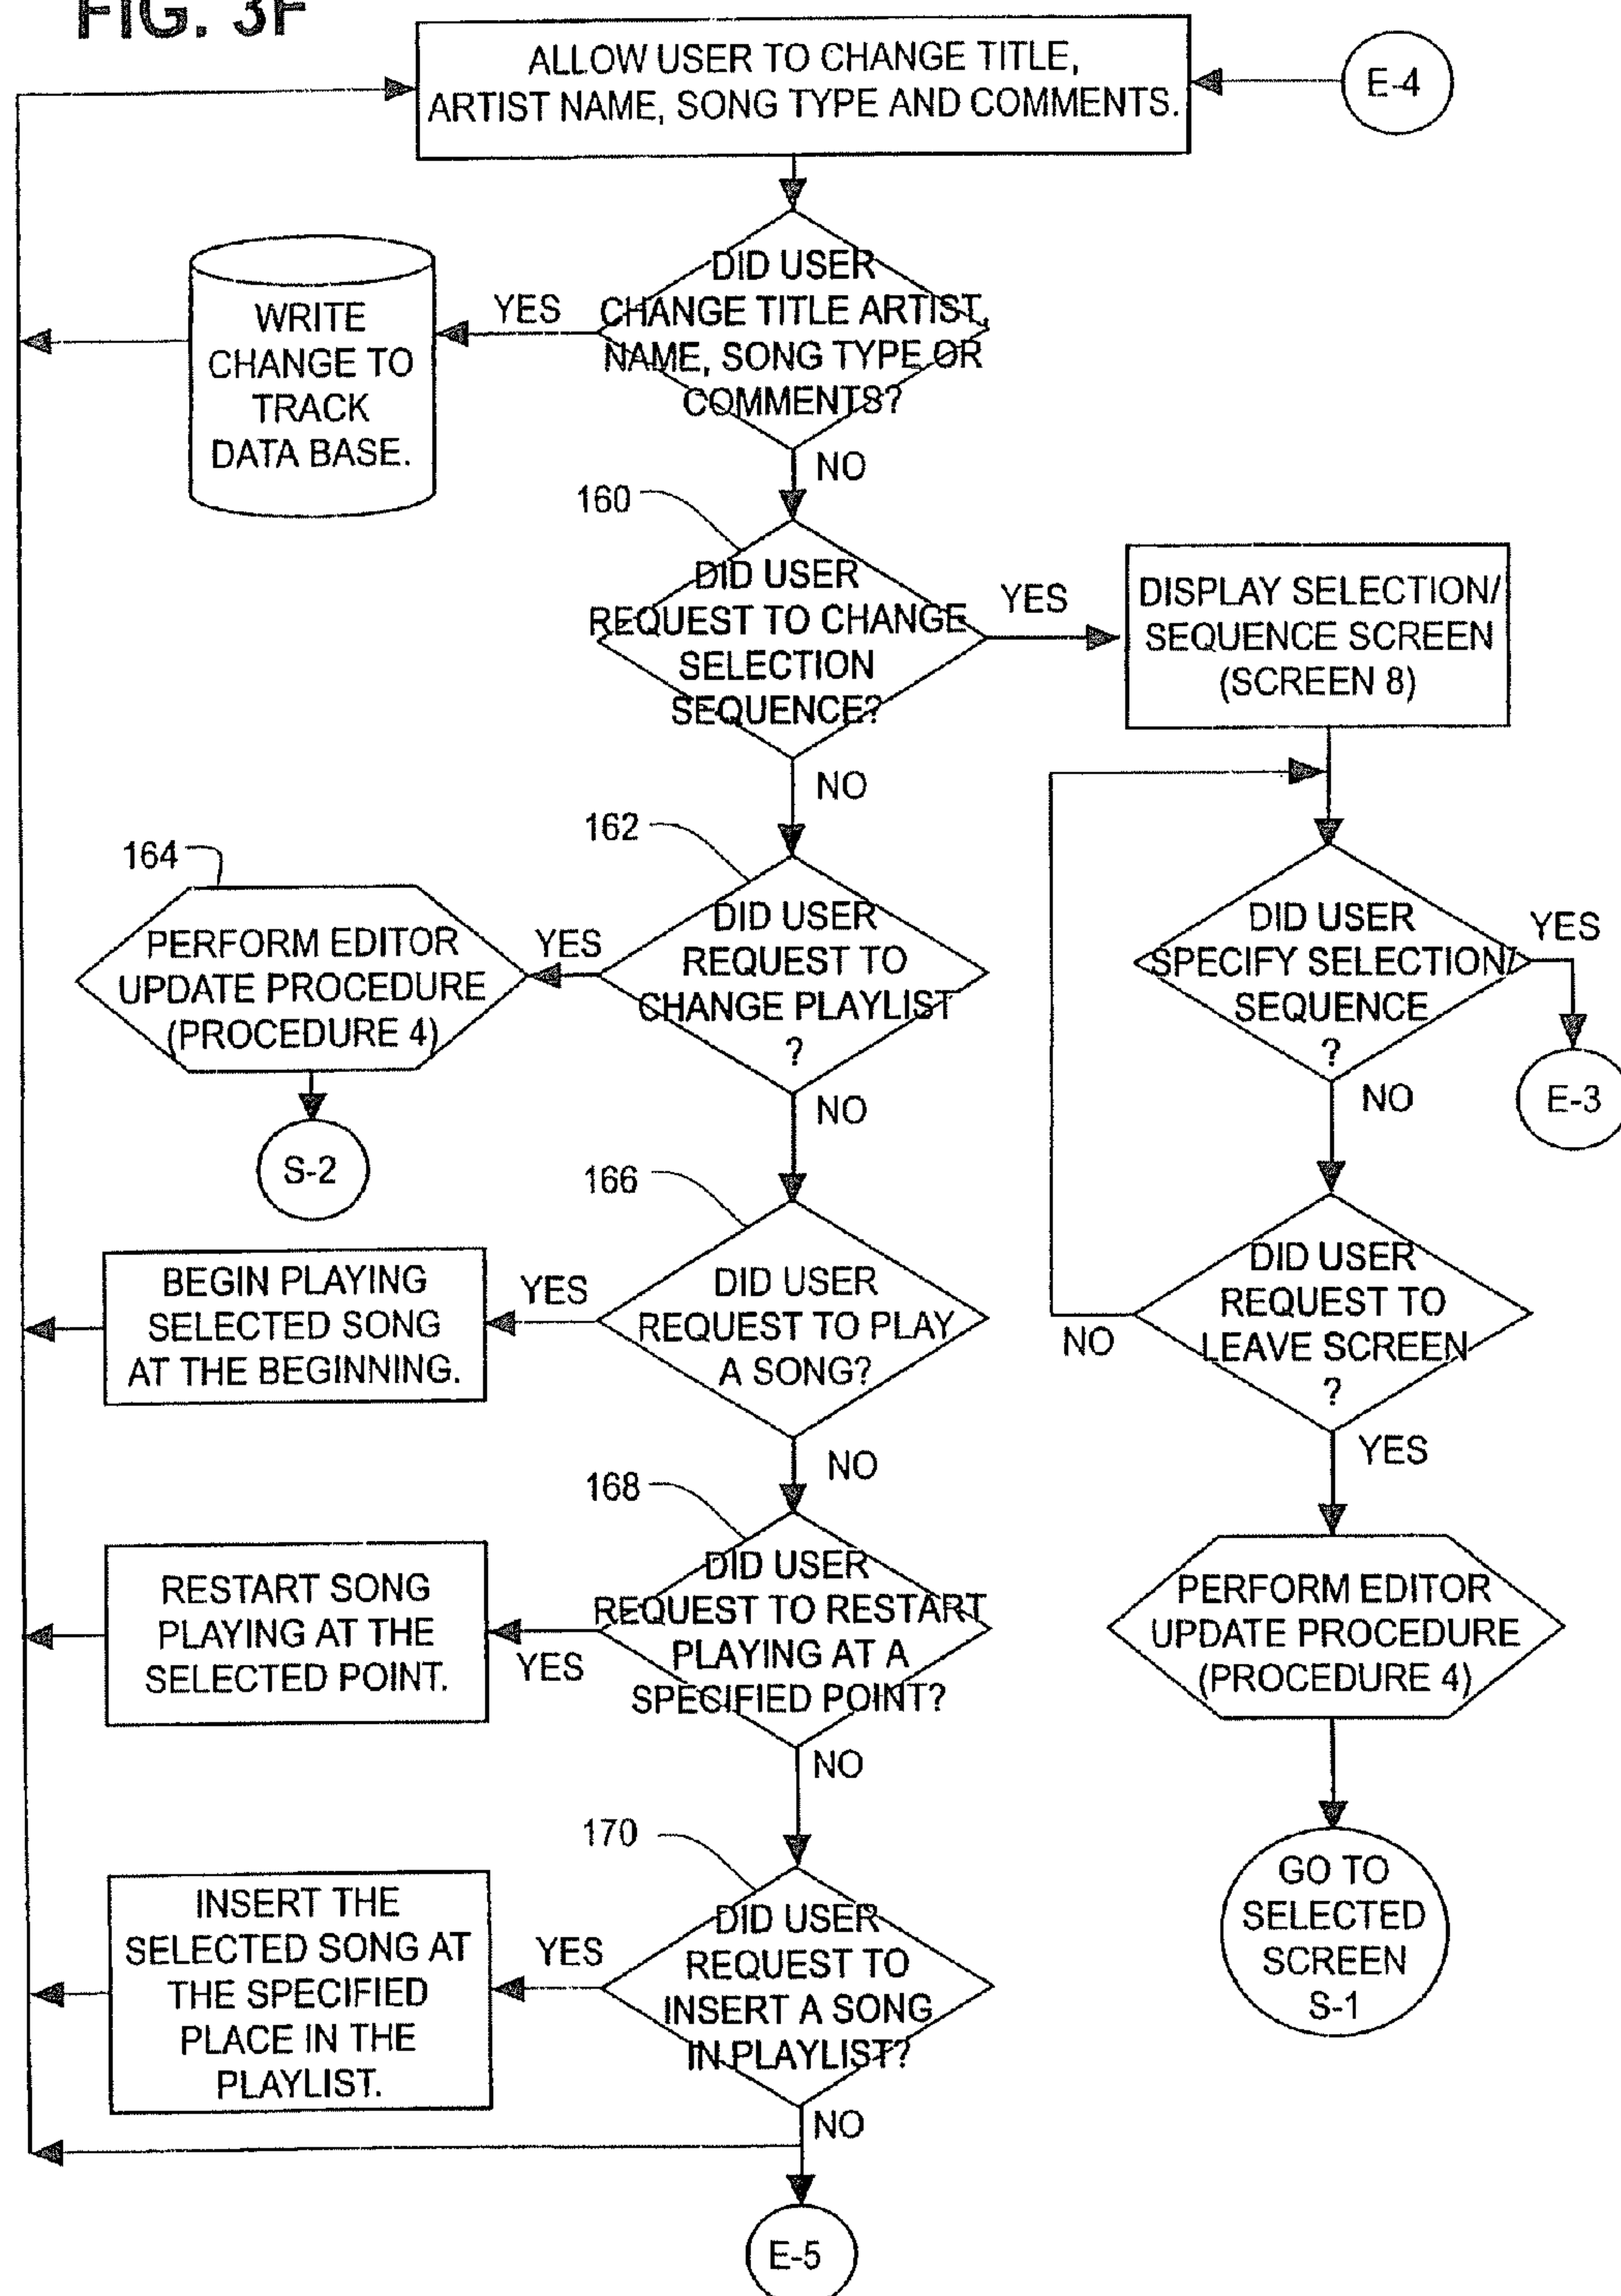 FIG. 3F
ALLOW USER TO CHANGE TITLE,
ARTIST NAME, SONG TYPE AND COMMENTS.
E-4
DID USER
CHANGE TITLE ARTIST,
NAME, SONG TYPE OR
COMMENTS?
YES
WRITE
CHANGE TO
TRACK
DATA BASE.
NO
160
DID USER
REQUEST TO CHANGE
SELECTION
SEQUENCE?
YES
DISPLAY SELECTION/
SEQUENCE SCREEN
(SCREEN 8)
NO
162
DID USER
REQUEST TO
CHANGE PLAYLIST
?
YES
164
PERFORM EDITOR
UPDATE PROCEDURE
(PROCEDURE 4)
S-2
NO
DID USER
SPECIFY SELECTION/
SEQUENCE
?
YES
E-3
NO
166
DID USER
REQUEST TO PLAY
A SONG?
YES
BEGIN PLAYING
SELECTED SONG
AT THE BEGINNING.
NO
DID USER
REQUEST TO
LEAVE SCREEN
?
NO
YES
168
DID USER
REQUEST TO RESTART
PLAYING AT A
SPECIFIED POINT?
YES
RESTART SONG
PLAYING AT THE
SELECTED POINT.
NO
PERFORM EDITOR
UPDATE PROCEDURE
(PROCEDURE 4)
170
DID USER
REQUEST TO
INSERT A SONG
IN PLAYLIST?
YES
INSERT THE
SELECTED SONG AT
THE SPECIFIED
PLACE IN THE
PLAYLIST.
NO
GO TO
SELECTED
SCREEN
S-1
E-5